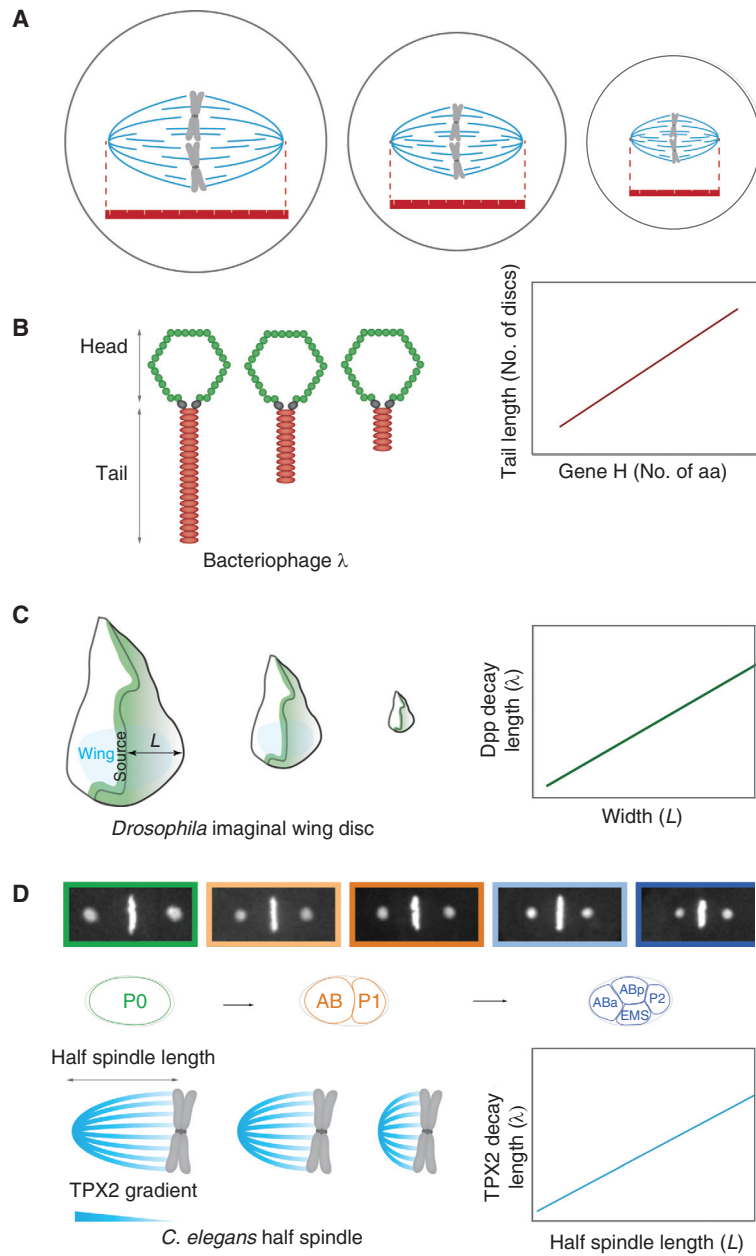 A
B
Head
Tail
Bacteriophage λ
Tail length (No. of discs)
Gene H (No. of aa)
C
Wing
Source
L
Drosophila imaginal wing disc
Dpp decay
length (λ)
Width (L)
D
P0
AB
P1
ABa
ABp
EMS
P2
Half spindle length
TPX2 gradient
C. elegans half spindle
TPX2 decay
length (λ)
Half spindle length (L)